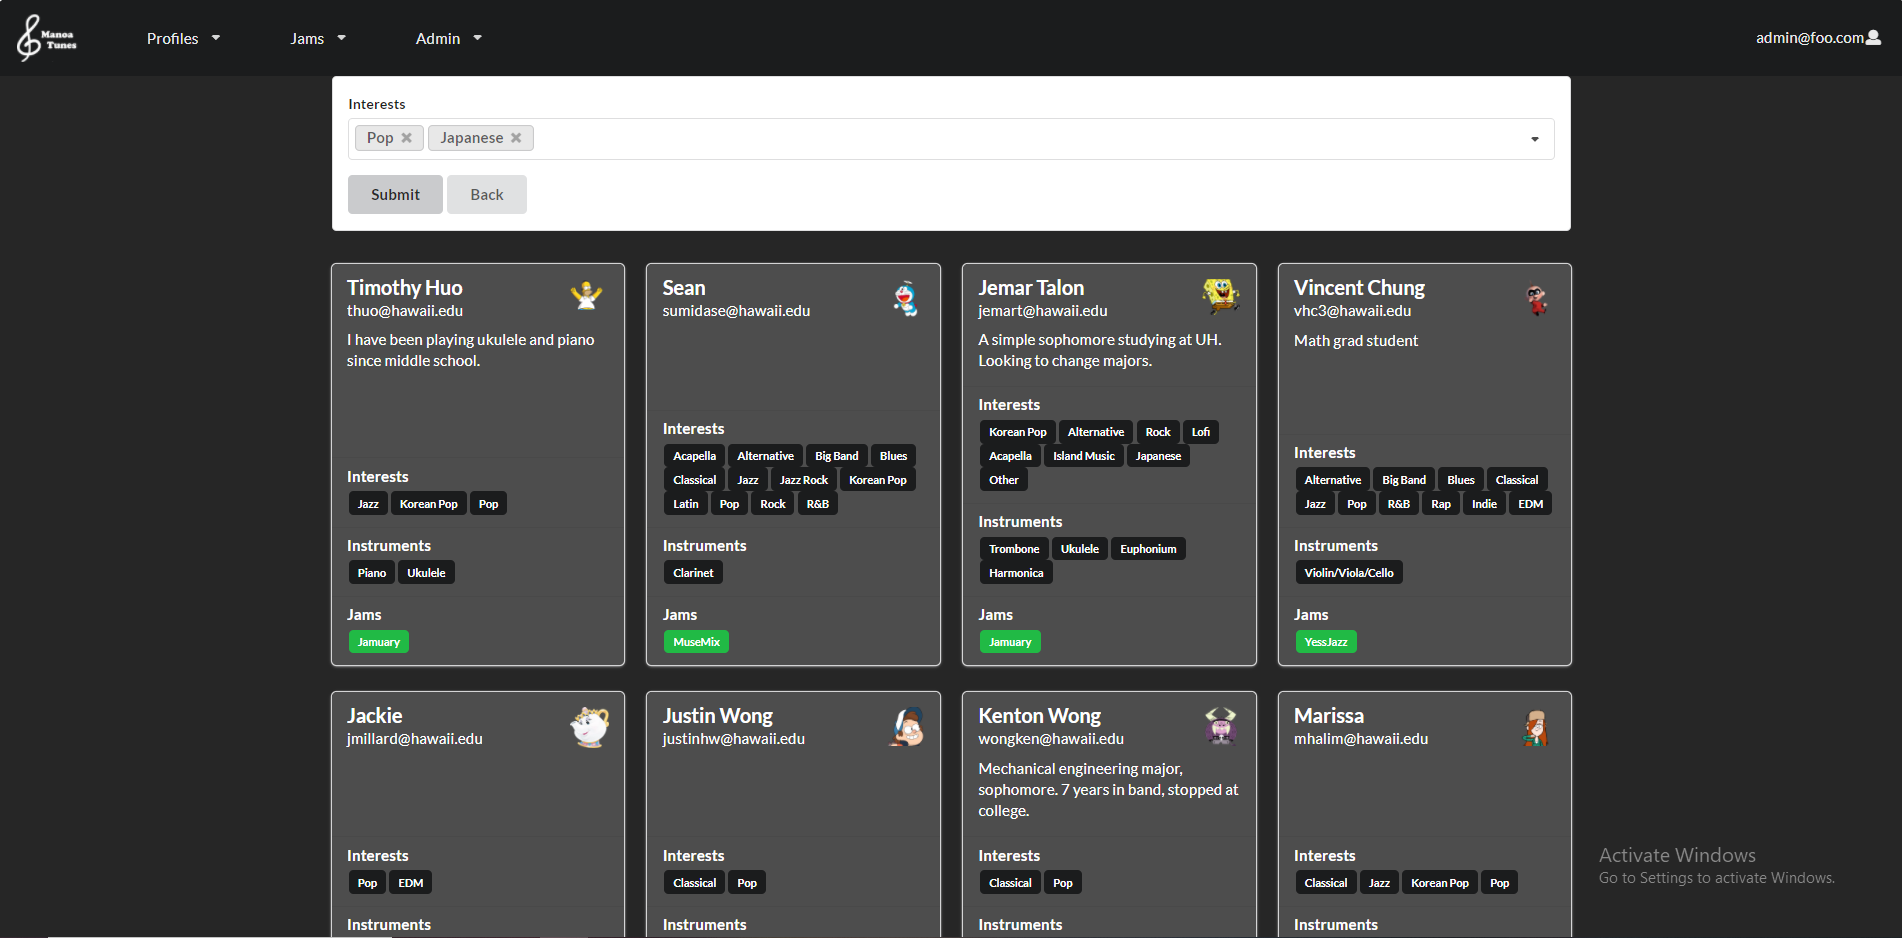 Manoa
Tunes
Profiles
Jams
Admin
admin@foo.com
Interests
Pop
Japanese
Submit
Back
Timothy Huo
thuo@hawaii.edu
I have been playing ukulele and piano
since middle school.
Interests
Jazz Korean Pop Pop
Instruments
Piano Ukulele
Jams
Jamuary
Sean
sumidase@hawaii.edu
Interests
Acapella Alternative Big Band Blues
Classical Jazz Jazz Rock Korean Pop
Latin Pop Rock R&B
Instruments
Clarinet
Jams
MuseMix
Jemar Talon
jemart@hawaii.edu
A simple sophomore studying at UH.
Looking to change majors.
Interests
Korean Pop Alternative Rock Lofi
Acapella Island Music Japanese
Other
Instruments
Trombone Ukulele Euphonium
Harmonica
Jams
Jamuary
Vincent Chung
vhc3@hawaii.edu
Math grad student
Interests
Alternative Big Band Blues Classical
Jazz Pop R&B Rap Indie EDM
Instruments
Violin/Viola/Cello
Jams
YessJazz
Jackie
jmillard@hawaii.edu
Interests
Pop EDM
Instruments
Justin Wong
justinhw@hawaii.edu
Interests
Classical Pop
Instruments
Kenton Wong
wongken@hawaii.edu
Mechanical engineering major,
sophomore. 7 years in band, stopped at
college.
Interests
Classical Pop
Instruments
Marissa
mhalim@hawaii.edu
Interests
Classical Jazz Korean Pop Pop
Instruments
Activate Windows
Go to Settings to activate Windows.